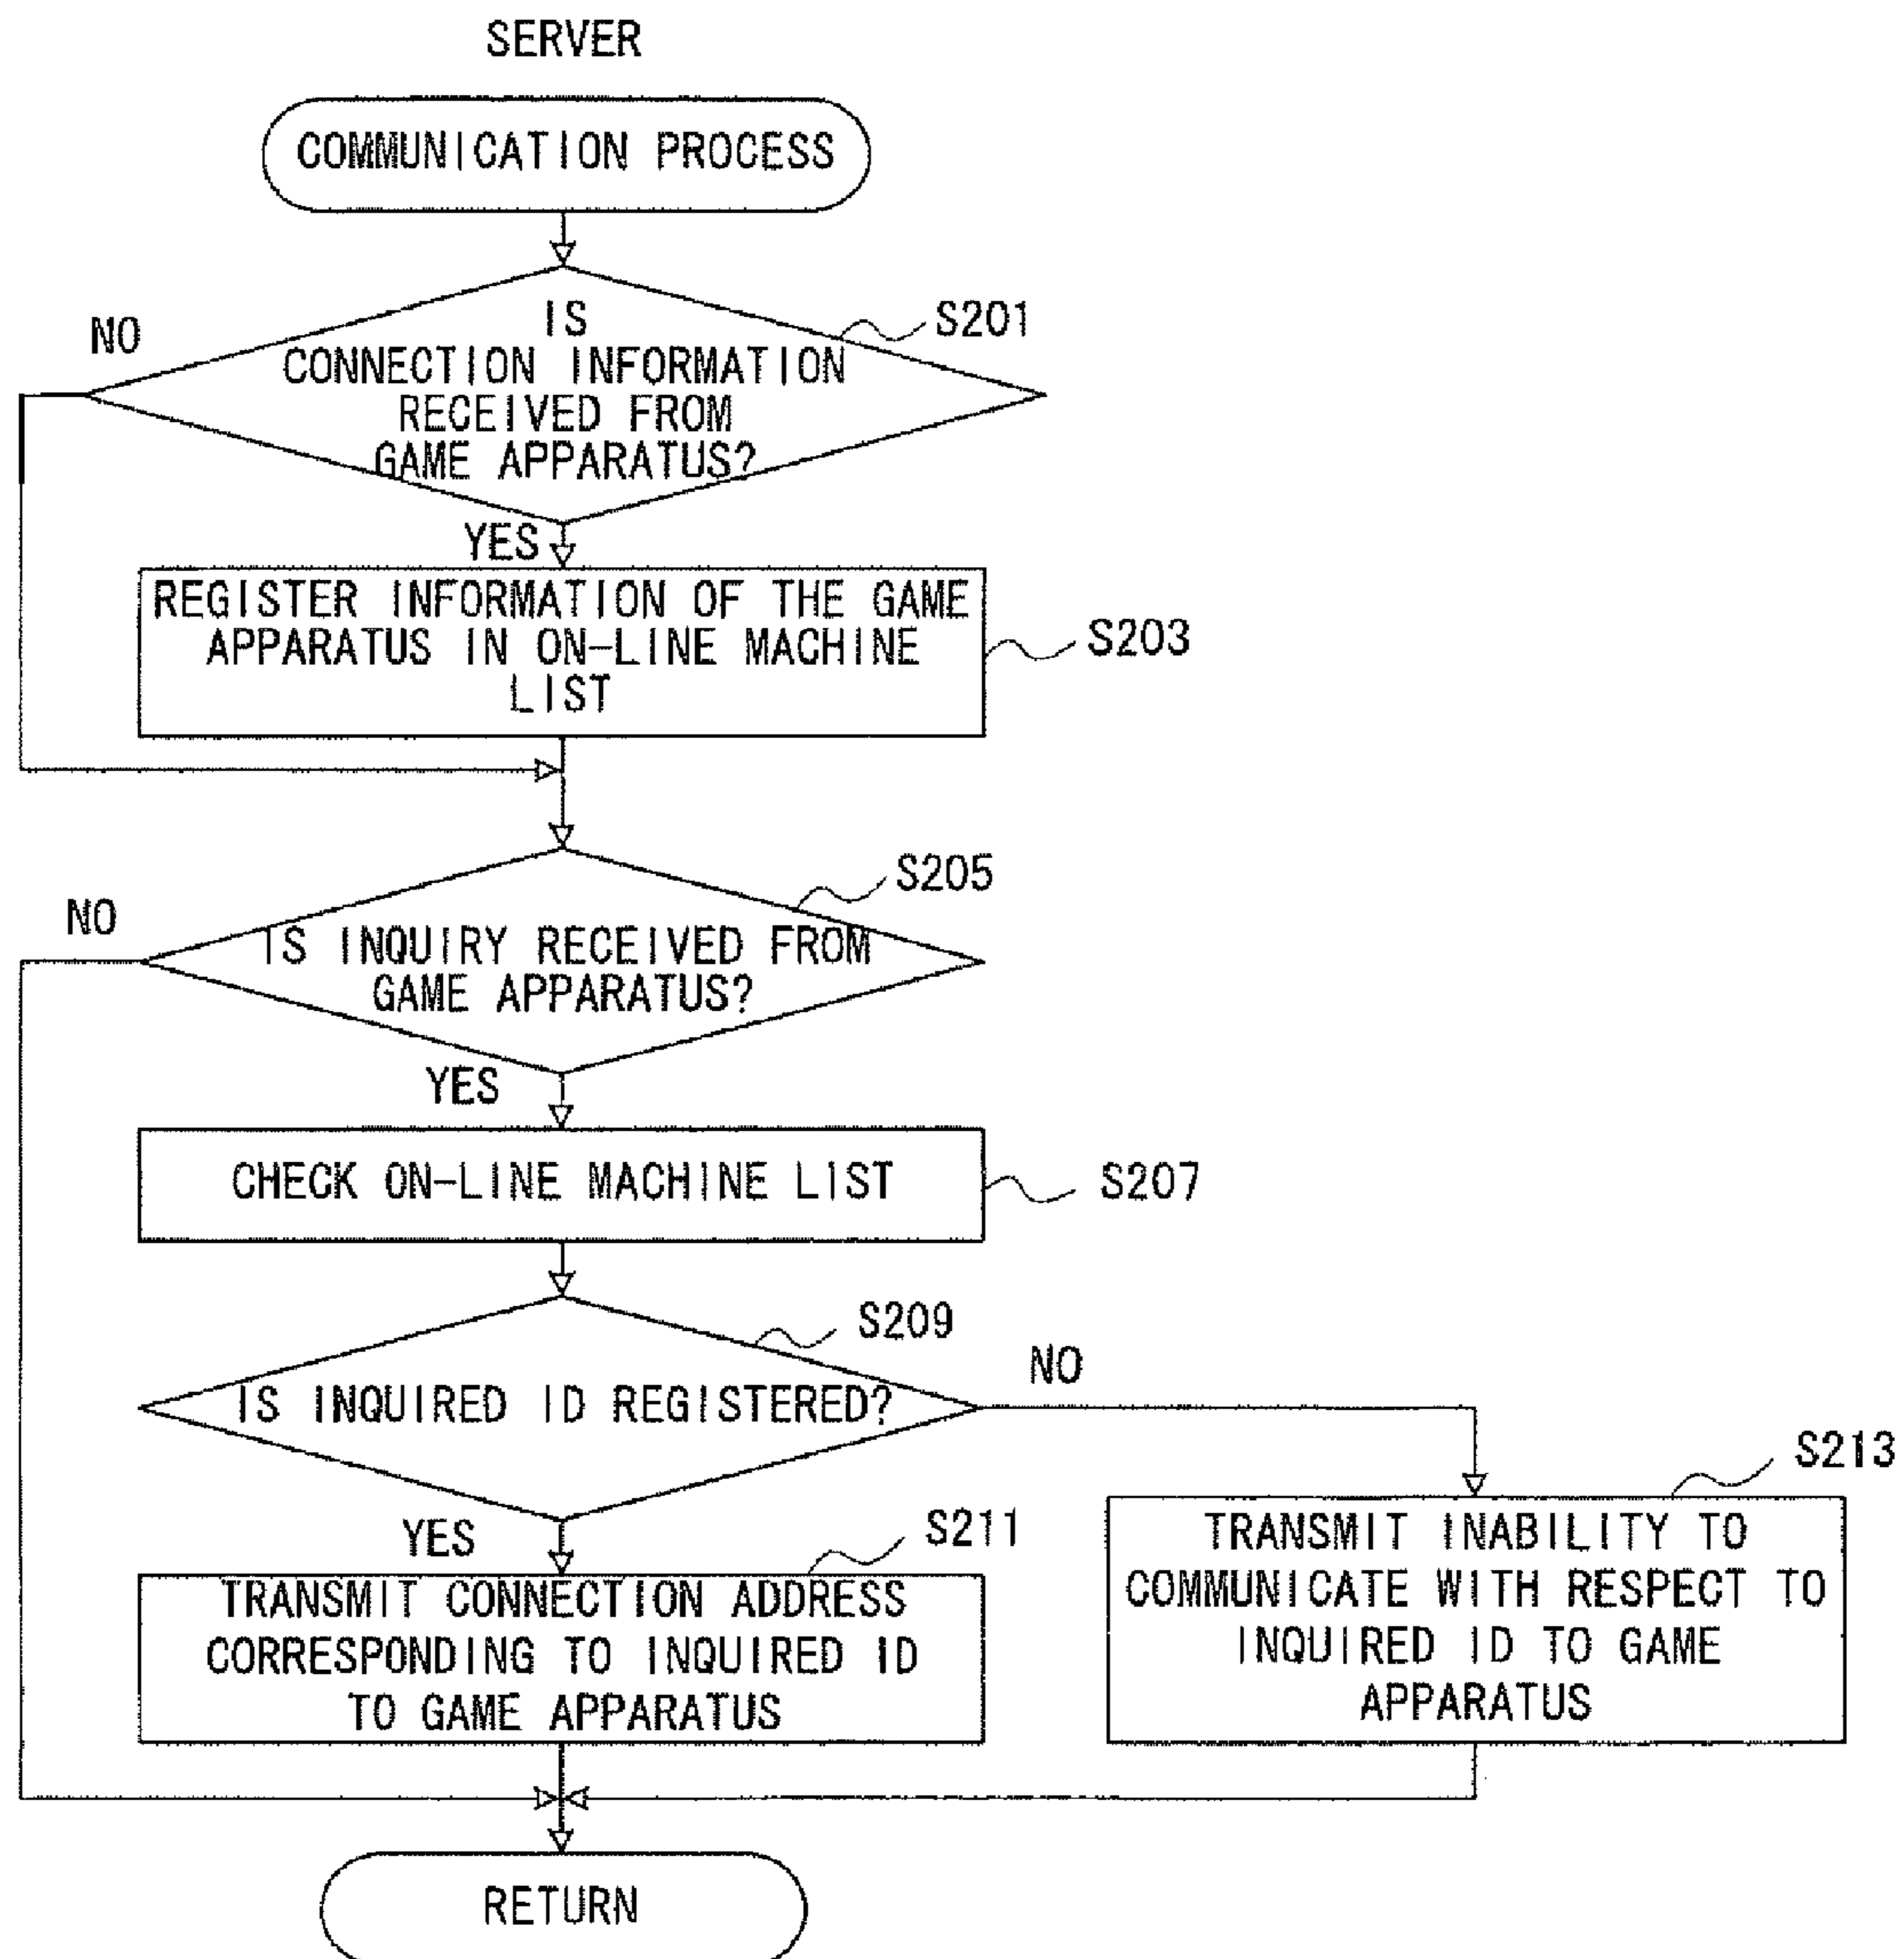 SERVER
COMMUNICATION PROCESS
IS
CONNECTION INFORMATION
RECEIVED FROM
GAME APPARATUS?
S201
NO
YES
REGISTER INFORMATION OF THE GAME
APPARATUS IN ON-LINE MACHINE
LIST
S203
IS INQUIRY RECEIVED FROM
GAME APPARATUS?
S205
NO
YES
CHECK ON-LINE MACHINE LIST
S207
IS INQUIRED ID REGISTERED?
S209
NO
YES
TRANSMIT CONNECTION ADDRESS
CORRESPONDING TO INQUIRED ID
TO GAME APPARATUS
S211
TRANSMIT INABILITY TO
COMMUNICATE WITH RESPECT TO
INQUIRED ID TO GAME
APPARATUS
S213
RETURN